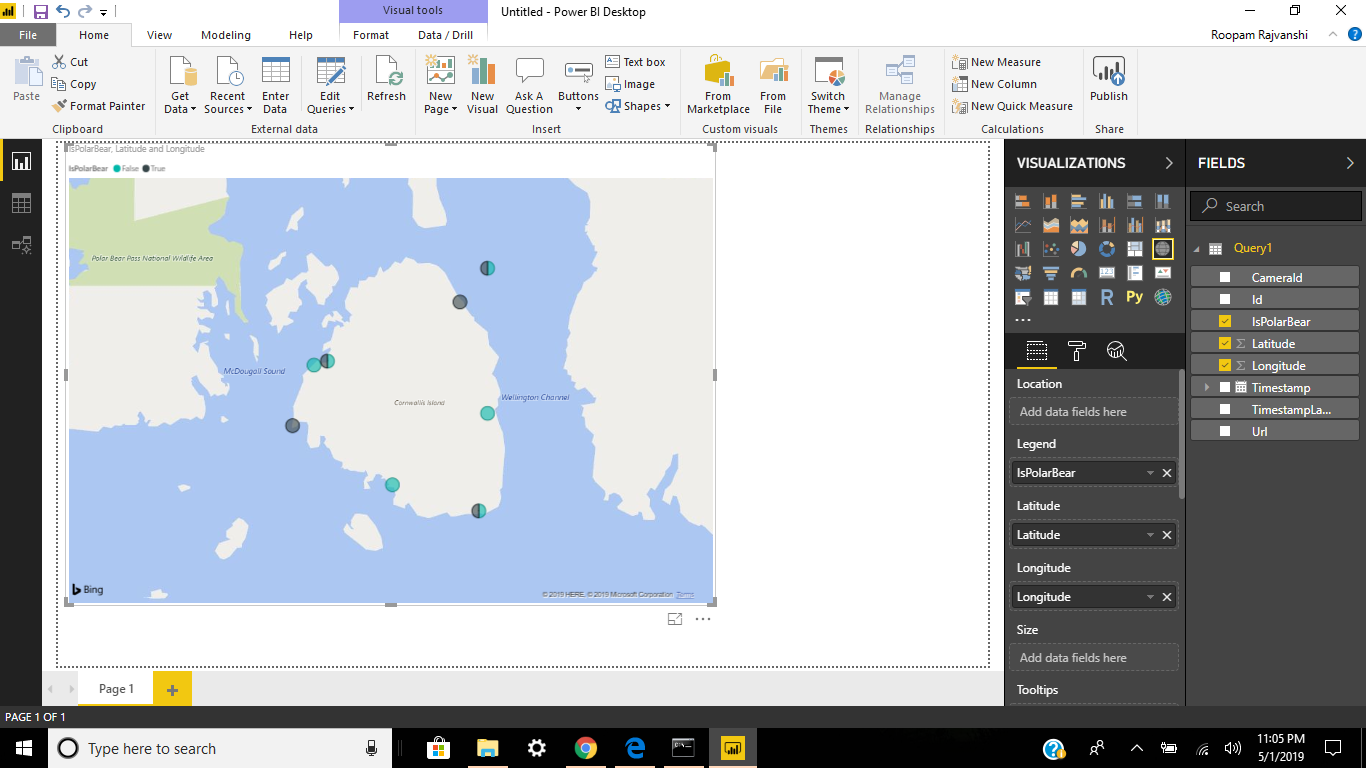 Visual tools
Untitled - Power BI Desktop
File
Home
View
Modeling
Help
Format
Data / Drill
Roopam Rajvanshi
Paste
Cut
Copy
Format Painter
Clipboard
Get Data
Recent Sources
Enter Data
Edit Queries
Refresh
External data
New Page
New Visual
Ask A Question
Buttons
Text box
Image
Shapes
Insert
From Marketplace
From File
Custom visuals
Switch Theme
Themes
Manage Relationships
Relationships
New Measure
New Column
New Quick Measure
Calculations
Publish
Share
IsPolarBear, Latitude and Longitude
IsPolarBear False True
Polar Bear Pass National Wildlife Area
McDougall Sound
Cornwallis Island
Wellington Channel
Bing
© 2019 HERE, © 2019 Microsoft Corporation Terms
VISUALIZATIONS
R
Py
Location
Add data fields here
Legend
IsPolarBear
Latitude
Latitude
Longitude
Longitude
Size
Add data fields here
Tooltips
FIELDS
Search
Query1
CameraId
Id
IsPolarBear
Σ Latitude
Σ Longitude
Timestamp
TimestampLa...
Url
Page 1
PAGE 1 OF 1
Type here to search
11:05 PM
5/1/2019